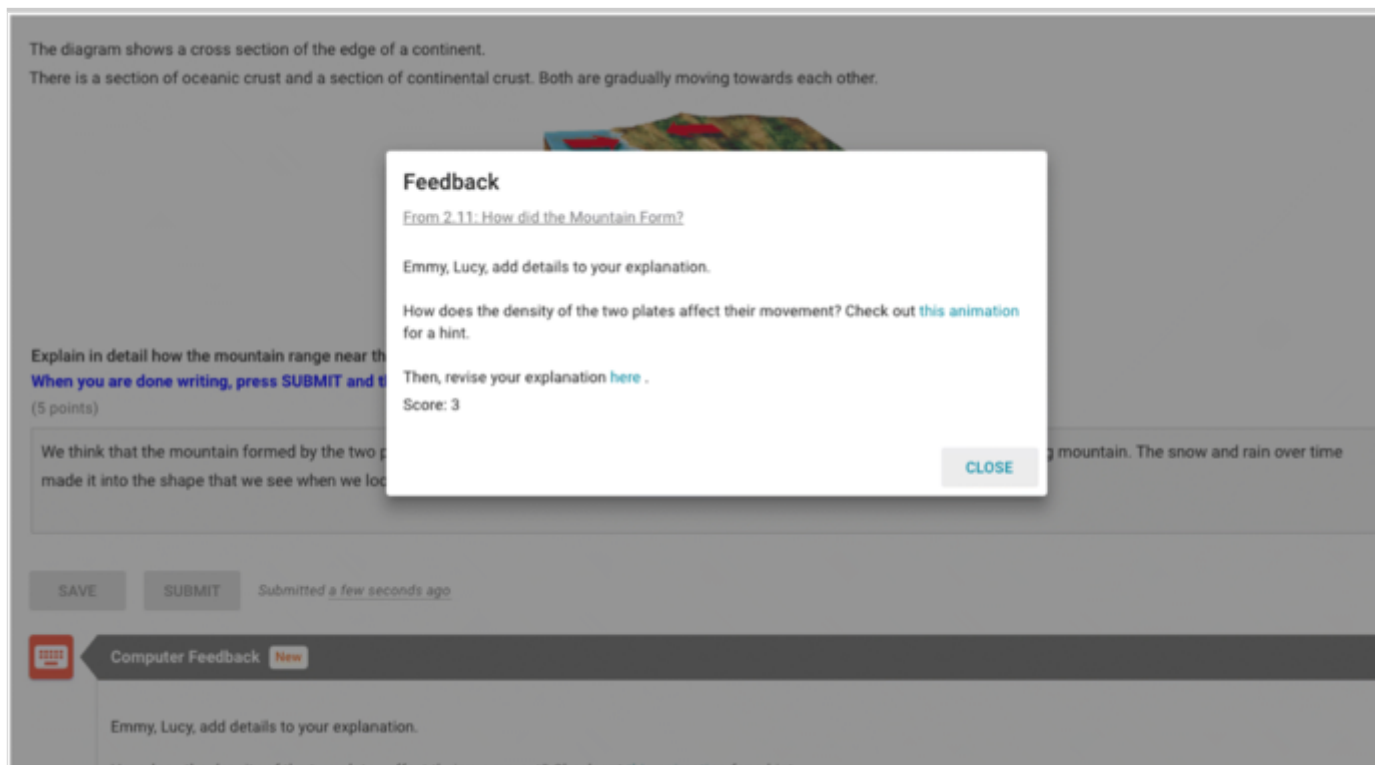 The diagram shows a cross section of the edge of a continent.
There is a section of oceanic crust and a section of continental crust. Both are gradually moving towards each other.
Feedback
From 2.11: How did the Mountain Form?
Emmy, Lucy, add details to your explanation.
How does the density of the two plates affect their movement? Check out this animation
for a hint.
Then, revise your explanation here .
Score: 3
CLOSE
Explain in detail how the mountain range near
When you are done writing, press SUBMIT and
(5 points)
We think that the mountain formed by the two mountain. The snow and rain over time
made it into the shape that we see when we
SAVE
SUBMIT
Submitted a few seconds ago
Computer Feedback New
Emmy, Lucy, add details to your explanation.